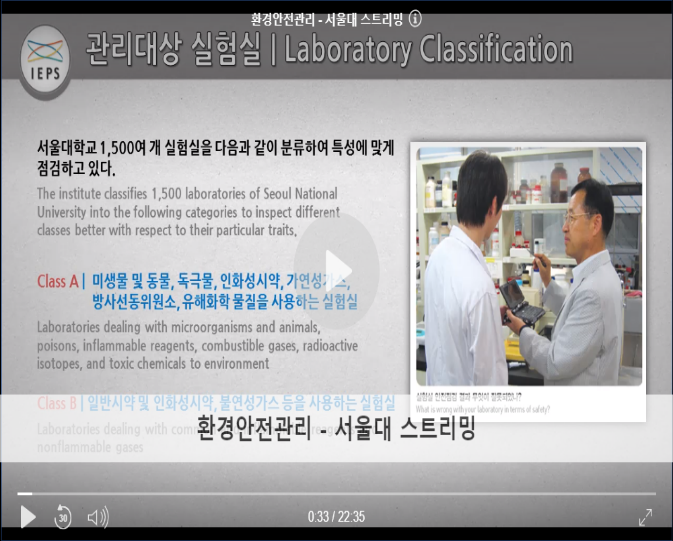 환경안전관리 - 서울대 스트리밍 ⓘ
IEPS
관리대상 실험실 | Laboratory Classification
서울대학교 1,500여 개 실험실을 다음과 같이 분류하여 특성에 맞게
점검하고 있다.
The institute classifies 1,500 laboratories of Seoul National
University into the following categories to inspect different
classes better with respect to their particular traits.
Class A | 미생물 및 동물, 독극물, 인화성시약, 가연성가스,
방사선동위원소, 유해화학 물질을 사용하는 실험실
Laboratories dealing with microorganisms and animals,
poisons, inflammable reagents, combustible gases, radioactive
isotopes, and toxic chemicals to environment
Class B | 일반시약 및 인화성시약, 불연성가스 등을 사용하는 실험실
Laboratories dealing with
nonflammable gases
What is wrong with your laboratory in terms of safety?
환경안전관리 - 서울대 스트리밍
30
0:33 / 22:35